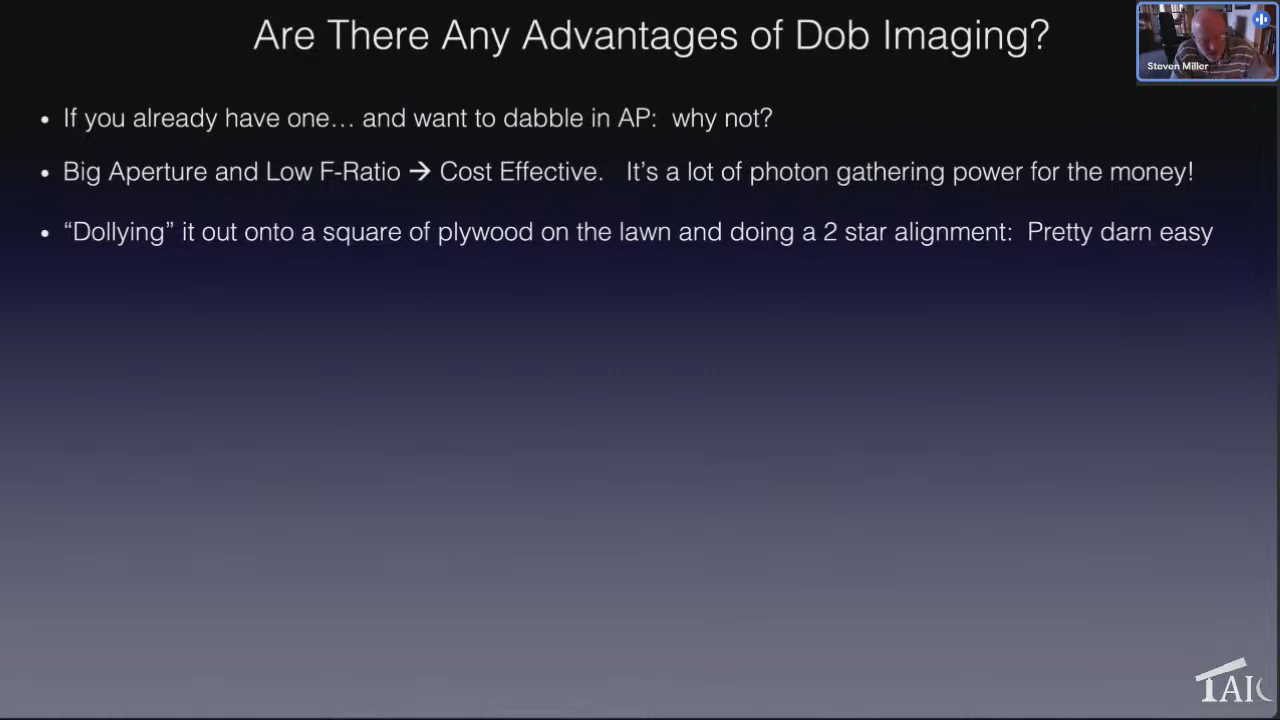 Are There Any Advantages of Dob Imaging?
Steven Miller
• If you already have one… and want to dabble in AP:  why not?
• Big Aperture and Low F-Ratio → Cost Effective.   It’s a lot of photon gathering power for the money!
• “Dollying” it out onto a square of plywood on the lawn and doing a 2 star alignment:  Pretty darn easy
TAIC